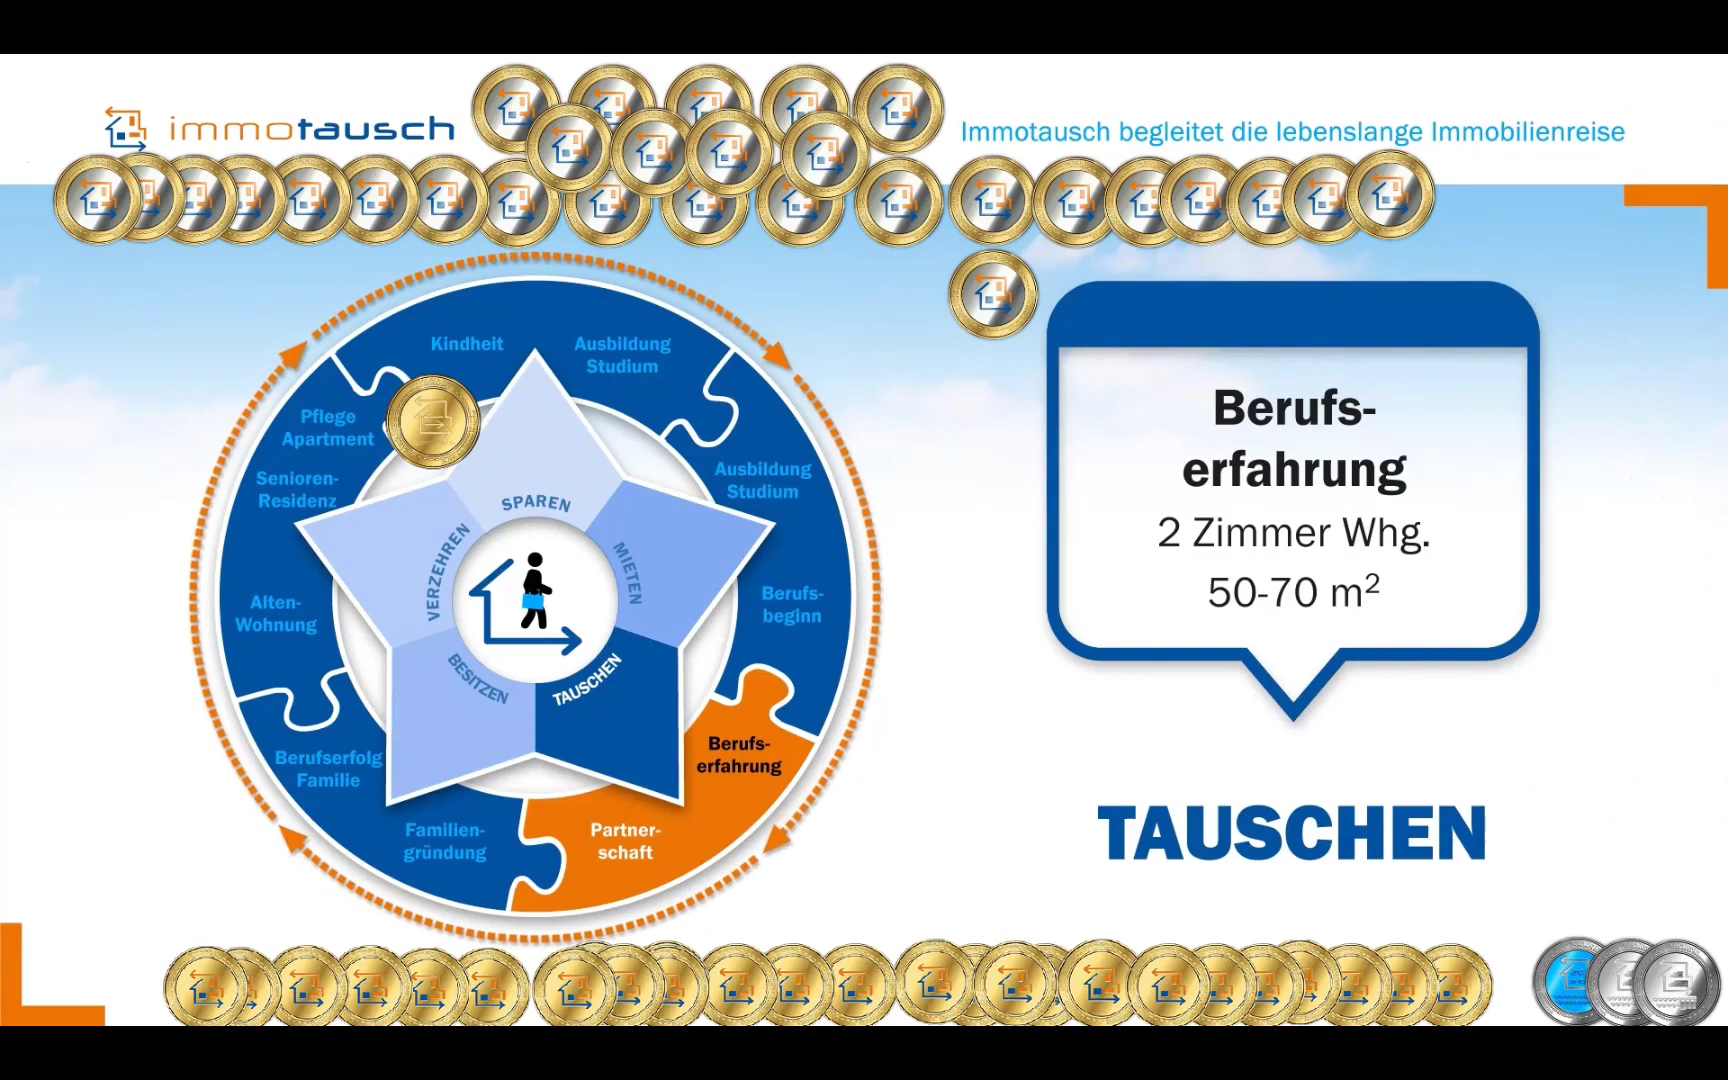 immotausch
Immotausch begleitet die lebenslange Immobilienreise
Kindheit
Ausbildung
Studium
Ausbildung
Studium
Berufs-
beginn
Berufs-
erfahrung
Partner-
schaft
Familien-
gründung
Berufserfolg
Familie
Alten-
Wohnung
Senioren-
Residenz
Pflege
Apartment
SPAREN
MIETEN
TAUSCHEN
BESITZEN
VERZEHREN
Berufs-
erfahrung
2 Zimmer Whg.
50-70 m²
TAUSCHEN